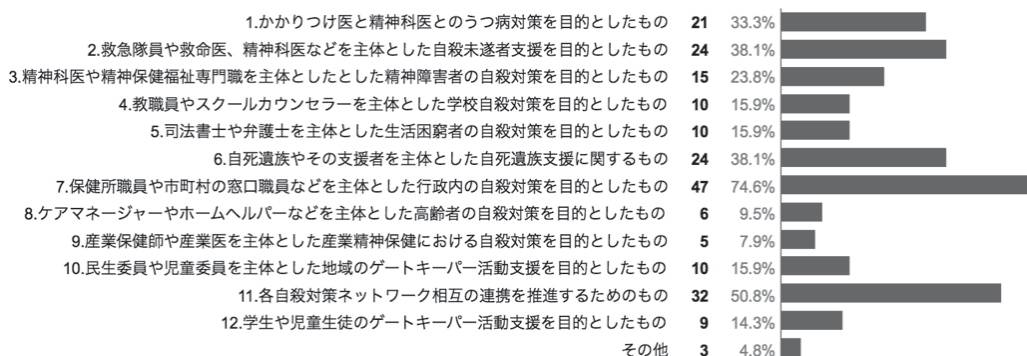 1.かかりつけ医と精神科医とのうつ病対策を目的としたもの 21 33.3%
2.救急隊員や救命医、精神科医などを主体とした自殺未遂者支援を目的としたもの 24 38.1%
3.精神科医や精神保健福祉専門職を主体としたとした精神障害者の自殺対策を目的としたもの 15 23.8%
4.教職員やスクールカウンセラーを主体とした学校自殺対策を目的としたもの 10 15.9%
5.司法書士や弁護士を主体とした生活困窮者の自殺対策を目的としたもの 10 15.9%
6.自死遺族やその支援者を主体とした自死遺族支援に関するもの 24 38.1%
7.保健所職員や市町村の窓口職員などを主体とした行政内の自殺対策を目的としたもの 47 74.6%
8.ケアマネージャーやホームヘルパーなどを主体とした高齢者の自殺対策を目的としたもの 6 9.5%
9.産業保健師や産業医を主体とした産業精神保健における自殺対策を目的としたもの 5 7.9%
10.民生委員や児童委員を主体とした地域のゲートキーパー活動支援を目的としたもの 10 15.9%
11.各自殺対策ネットワーク相互の連携を推進するためのもの 32 50.8%
12.学生や児童生徒のゲートキーパー活動支援を目的としたもの 9 14.3%
その他 3 4.8%